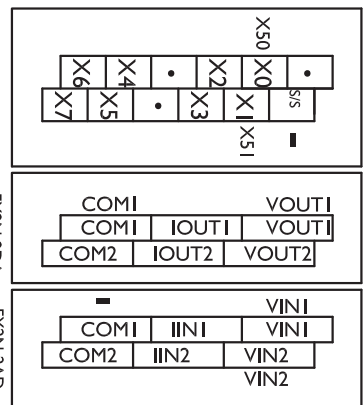 X50
X6 X4 • X2 X0 •
X7 X5 • X3 X1 S/S
X51
COM1 VOUT1
COM1 IOUT1 VOUT1
COM2 IOUT2 VOUT2
VIN1
COM1 IIN1 VIN1
COM2 IIN2 VIN2
VIN2